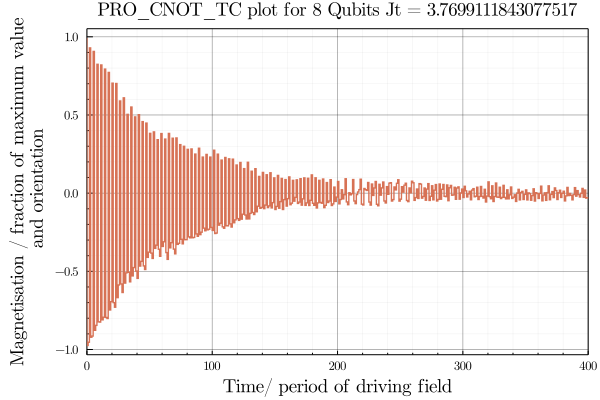 PRO_CNOT_TC plot for 8 Qubits Jt = 3.7699111843077517
Magnetisation / fraction of maximum value
and orientation
1.0
0.5
0.0
−0.5
−1.0
0
100
200
300
400
Time/ period of driving field